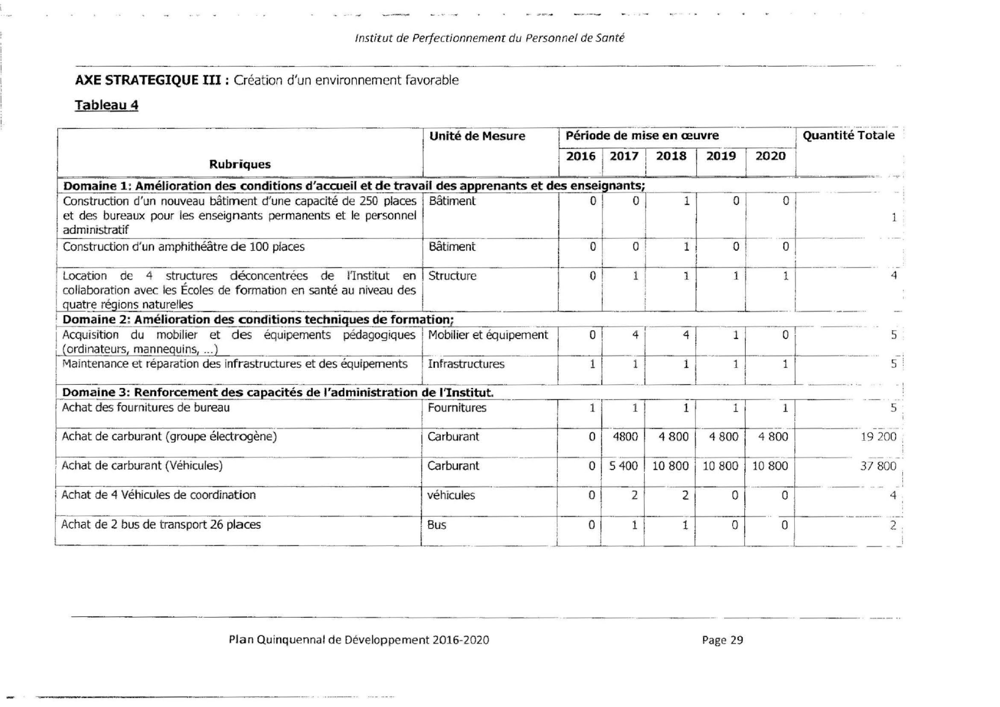 Institut de Perfectionnement du Personnel de Santé
AXE STRATEGIQUE III : Création d'un environnement favorable
Tableau 4
Rubriques Unité de Mesure Période de mise en œuvre Quantité Totale
2016 2017 2018 2019 2020
Domaine 1: Amélioration des conditions d'accueil et de travail des apprenants et des enseignants;
Construction d'un nouveau bâtiment d'une capacité de 250 places Bâtiment 0 0 1 0 0
et des bureaux pour les enseignants permanents et le personnel 1
administratif
Construction d'un amphithéâtre de 100 places Bâtiment 0 0 1 0 0
Location de 4 structures déconcentrées de l'Institut en Structure 0 1 1 1 1 4
collaboration avec les Écoles de formation en santé au niveau des
quatre régions naturelles
Domaine 2: Amélioration des conditions techniques de formation;
Acquisition du mobilier et des équipements pédagogiques Mobilier et équipement 0 4 4 1 0 5
(ordinateurs, mannequins, ...)
Maintenance et réparation des infrastructures et des équipements Infrastructures 1 1 1 1 1 5
Domaine 3: Renforcement des capacités de l'administration de l'Institut.
Achat des fournitures de bureau Fournitures 1 1 1 1 1 5
Achat de carburant (groupe électrogène) Carburant 0 4800 4 800 4 800 4 800 19 200
Achat de carburant (Véhicules) Carburant 0 5 400 10 800 10 800 10 800 37 800
Achat de 4 Véhicules de coordination véhicules 0 2 2 0 0 4
Achat de 2 bus de transport 26 places Bus 0 1 1 0 0 2
Plan Quinquennal de Développement 2016-2020 Page 29